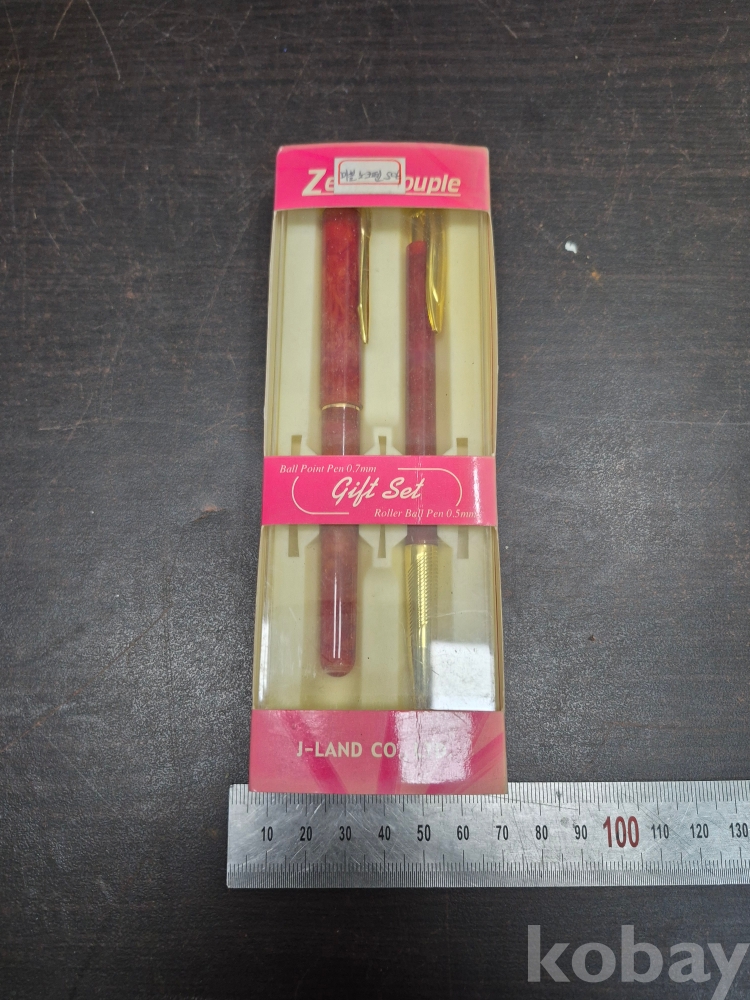 Ze ouple
Ball Point Pen 0.7mm
Gift Set
Roller Ball Pen 0.5mm
J-LAND CO., LTD
10 20 30 40 50 60 70 80 90 100 110 120 130
kobay